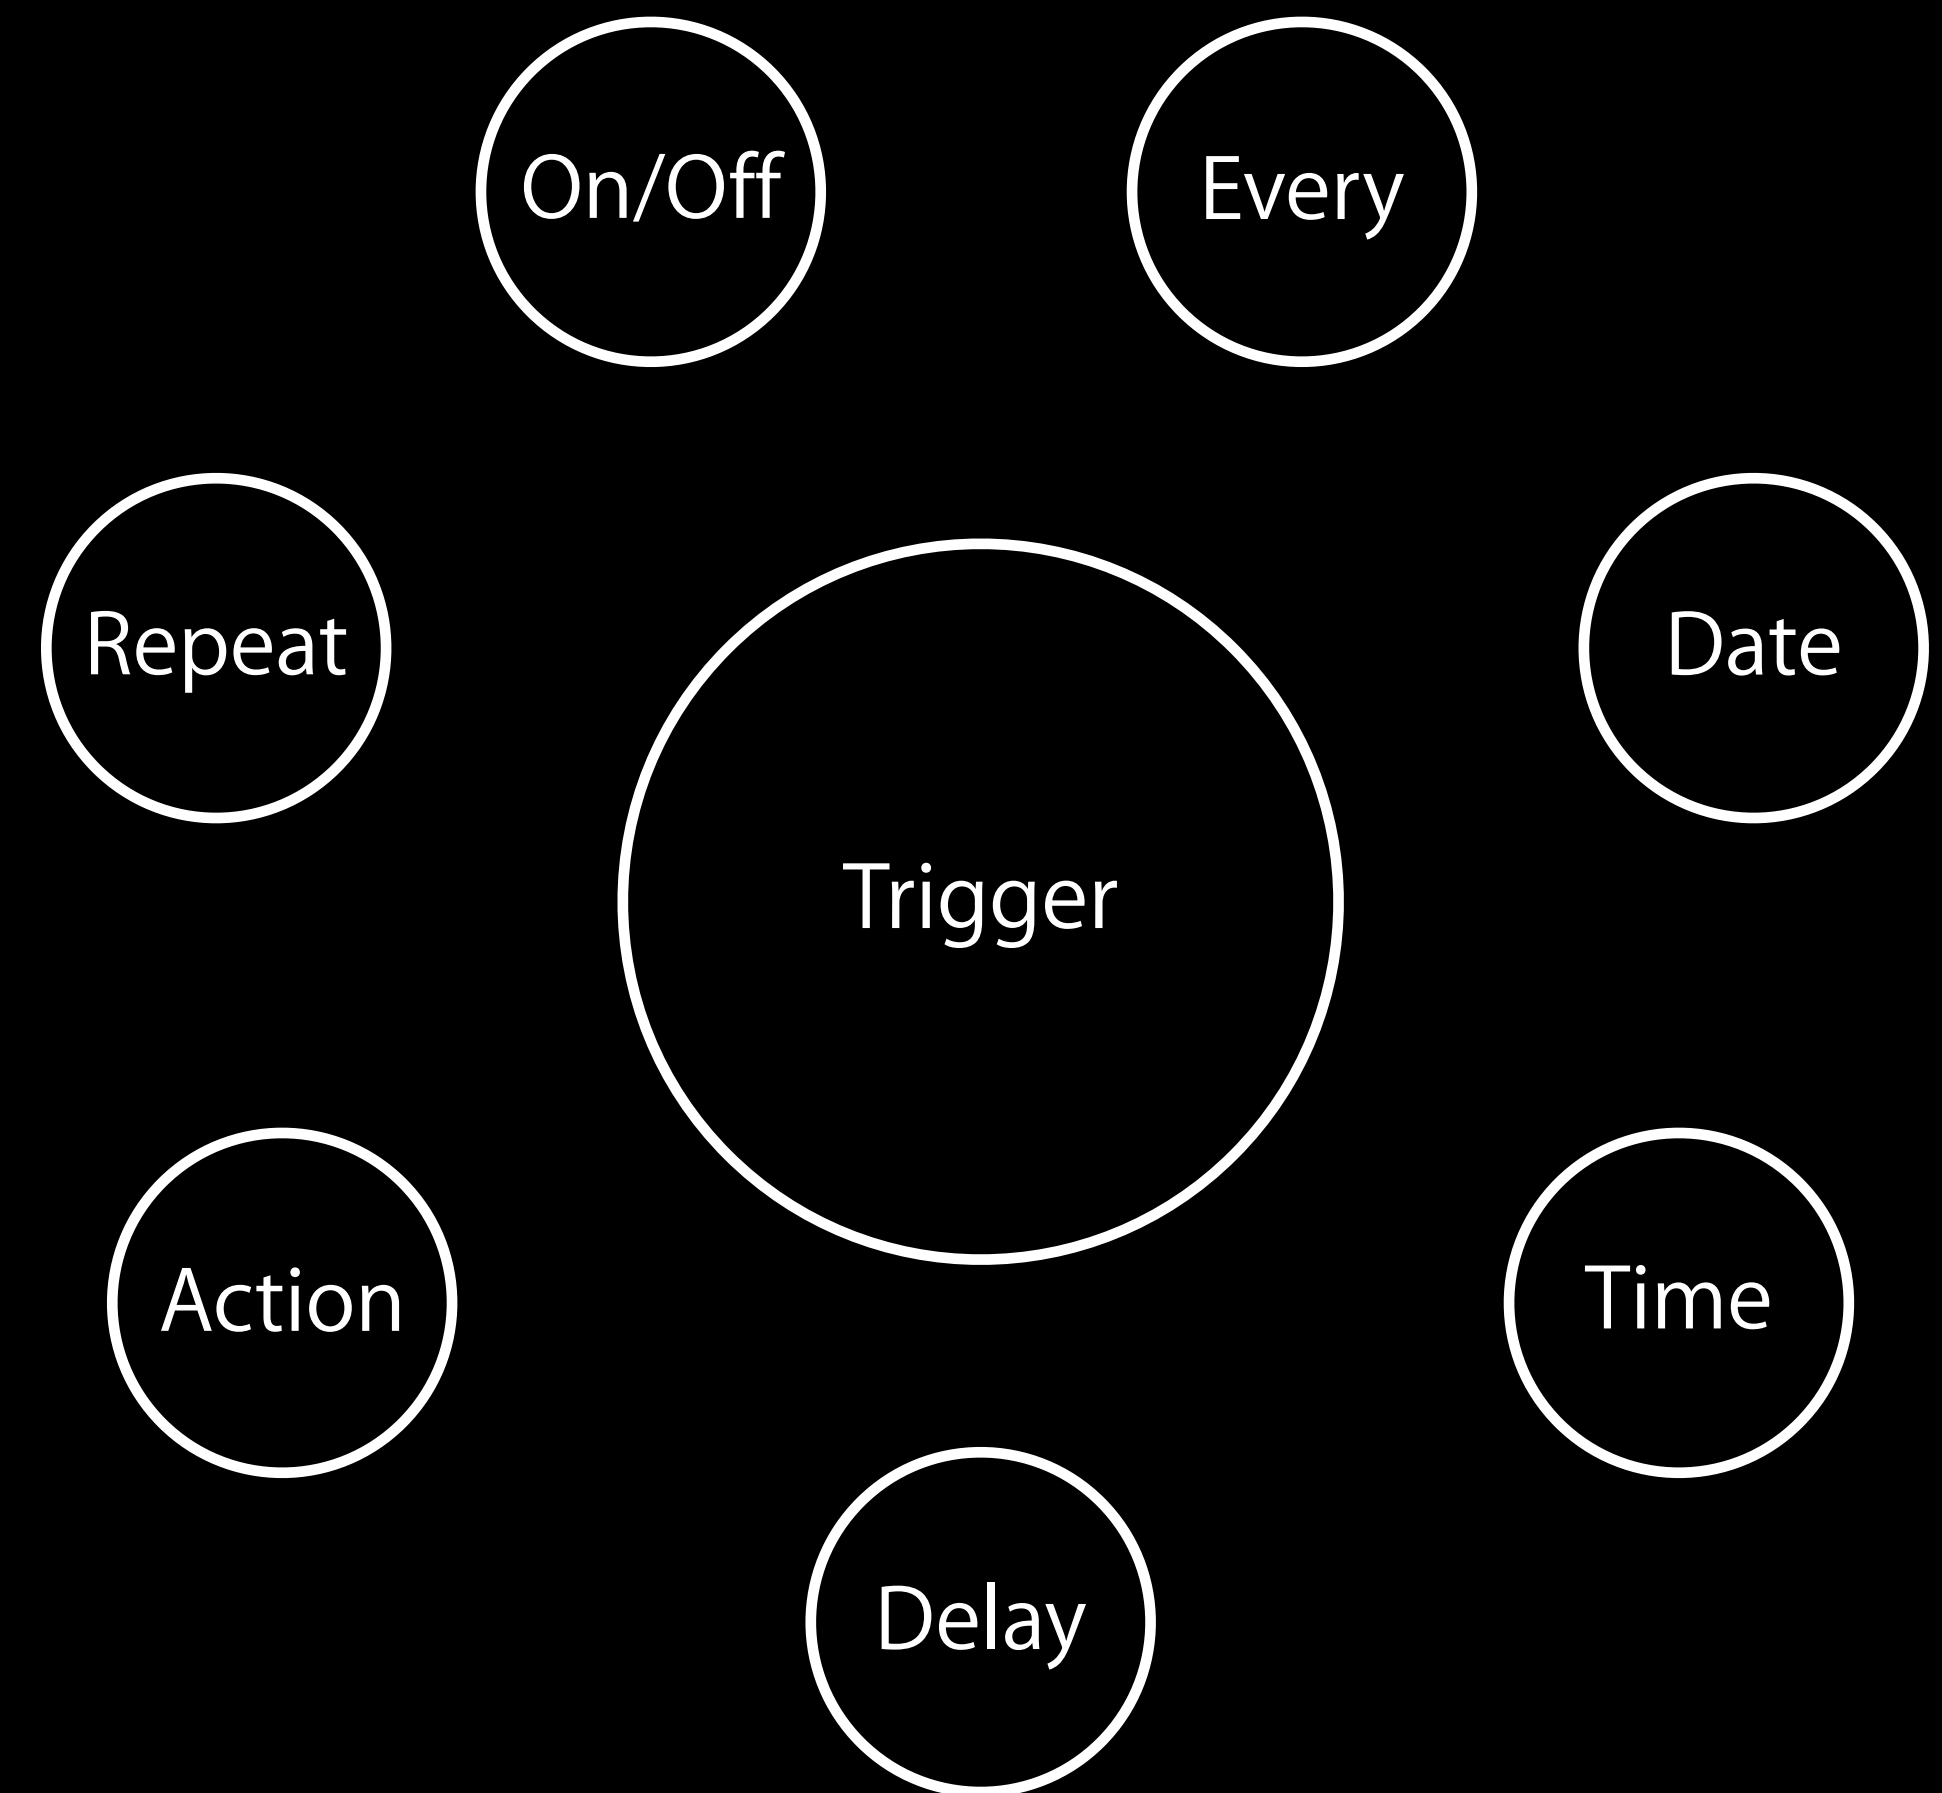 On/Off
Every
Repeat
Date
Trigger
Action
Time
Delay